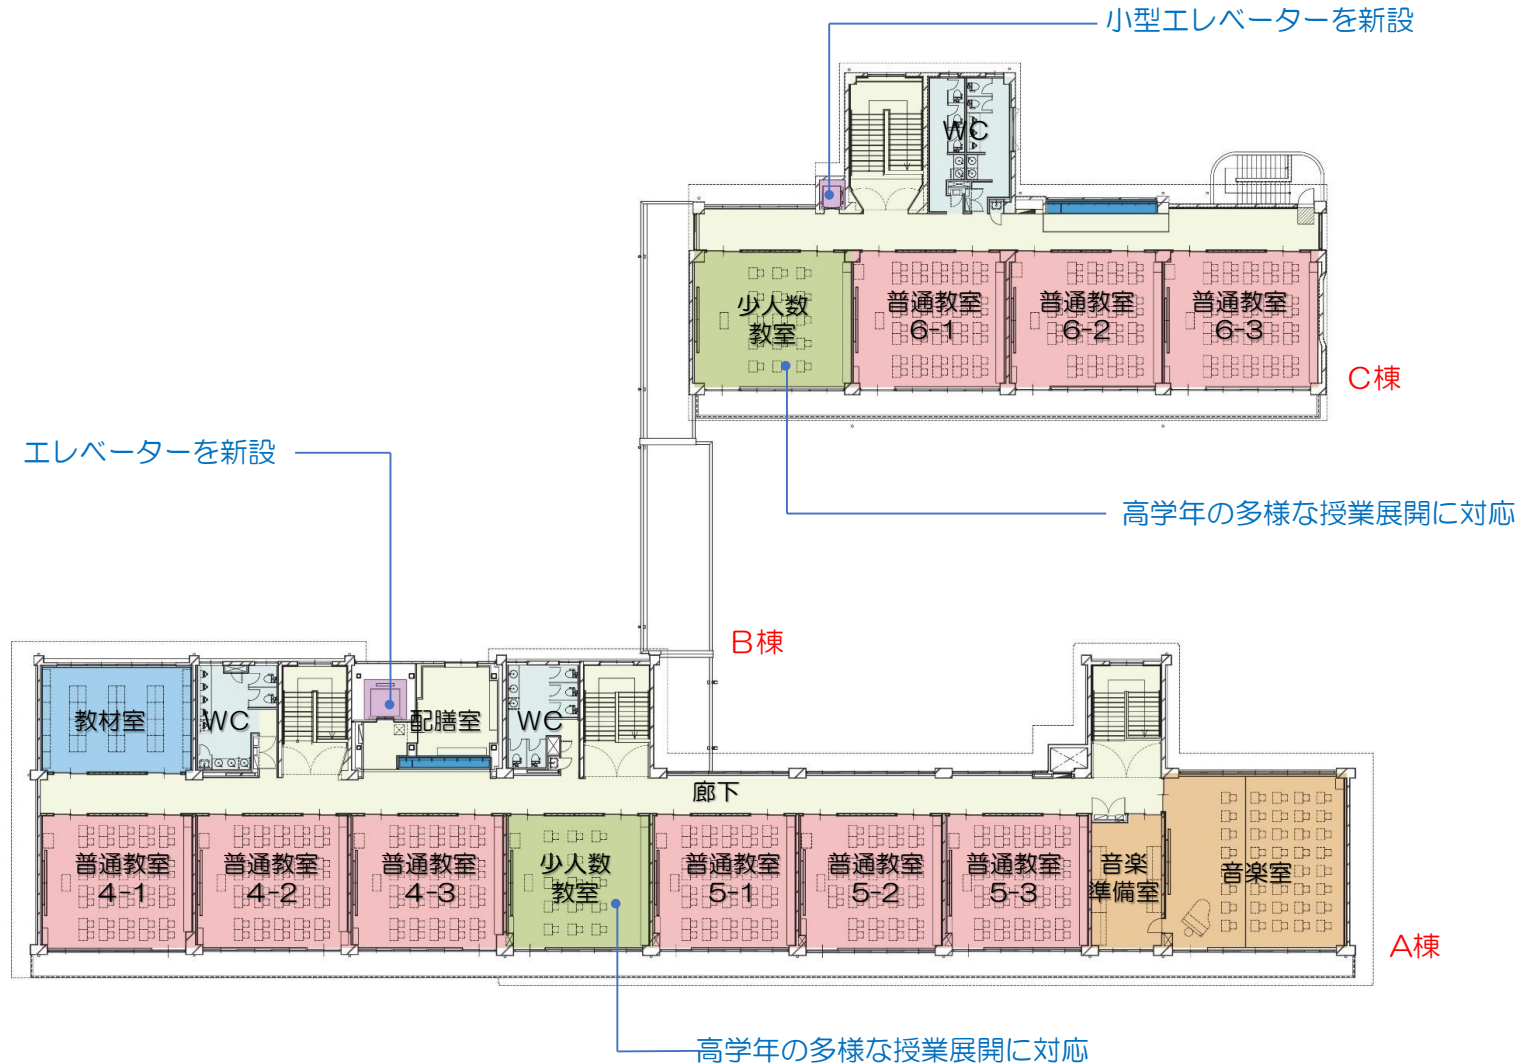 小型エレベーターを新設
WC
少人数
教室
普通教室
6-1
普通教室
6-2
普通教室
6-3
C棟
エレベーターを新設
高学年の多様な授業展開に対応
B棟
教材室
WC
配膳室
WC
廊下
普通教室
4-1
普通教室
4-2
普通教室
4-3
少人数
教室
普通教室
5-1
普通教室
5-2
普通教室
5-3
音楽
準備室
音楽室
A棟
高学年の多様な授業展開に対応